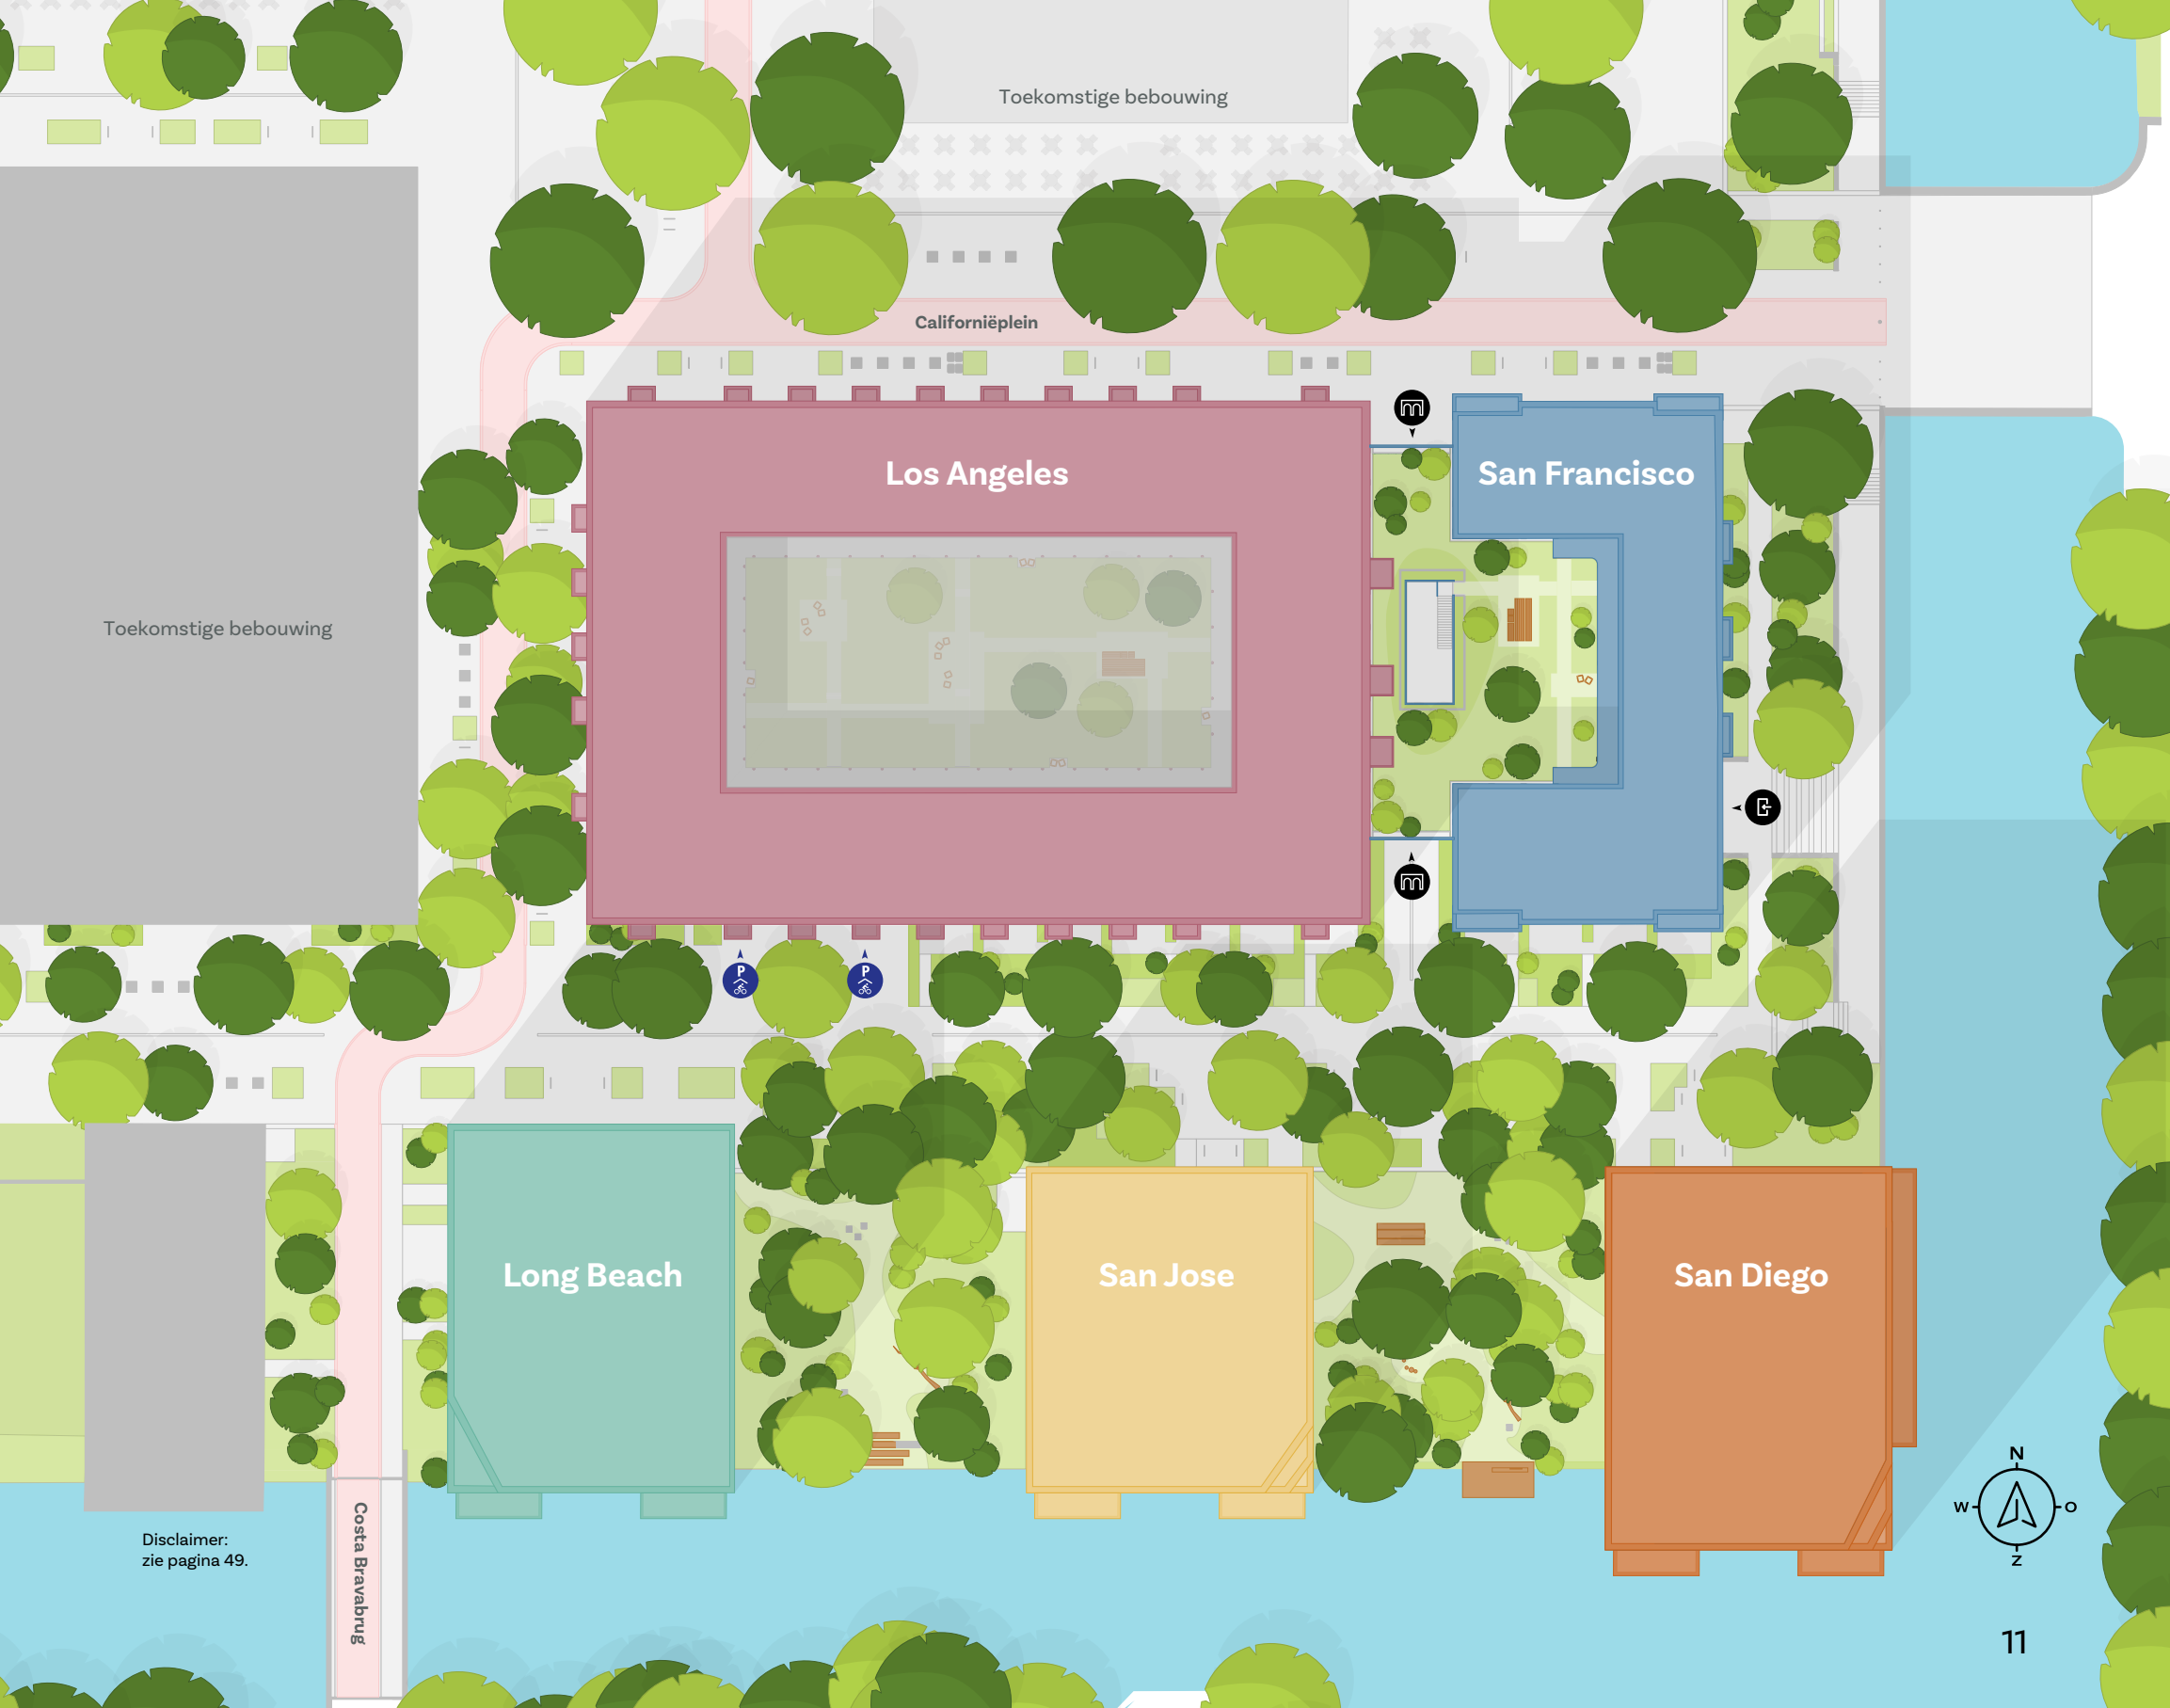 Toekomstige bebouwing
Californiëplein
Los Angeles
San Francisco
Toekomstige bebouwing
P
P
Long Beach
San Jose
San Diego
N
W
O
Z
Disclaimer:
zie pagina 49.
Costa Bravabrug
11